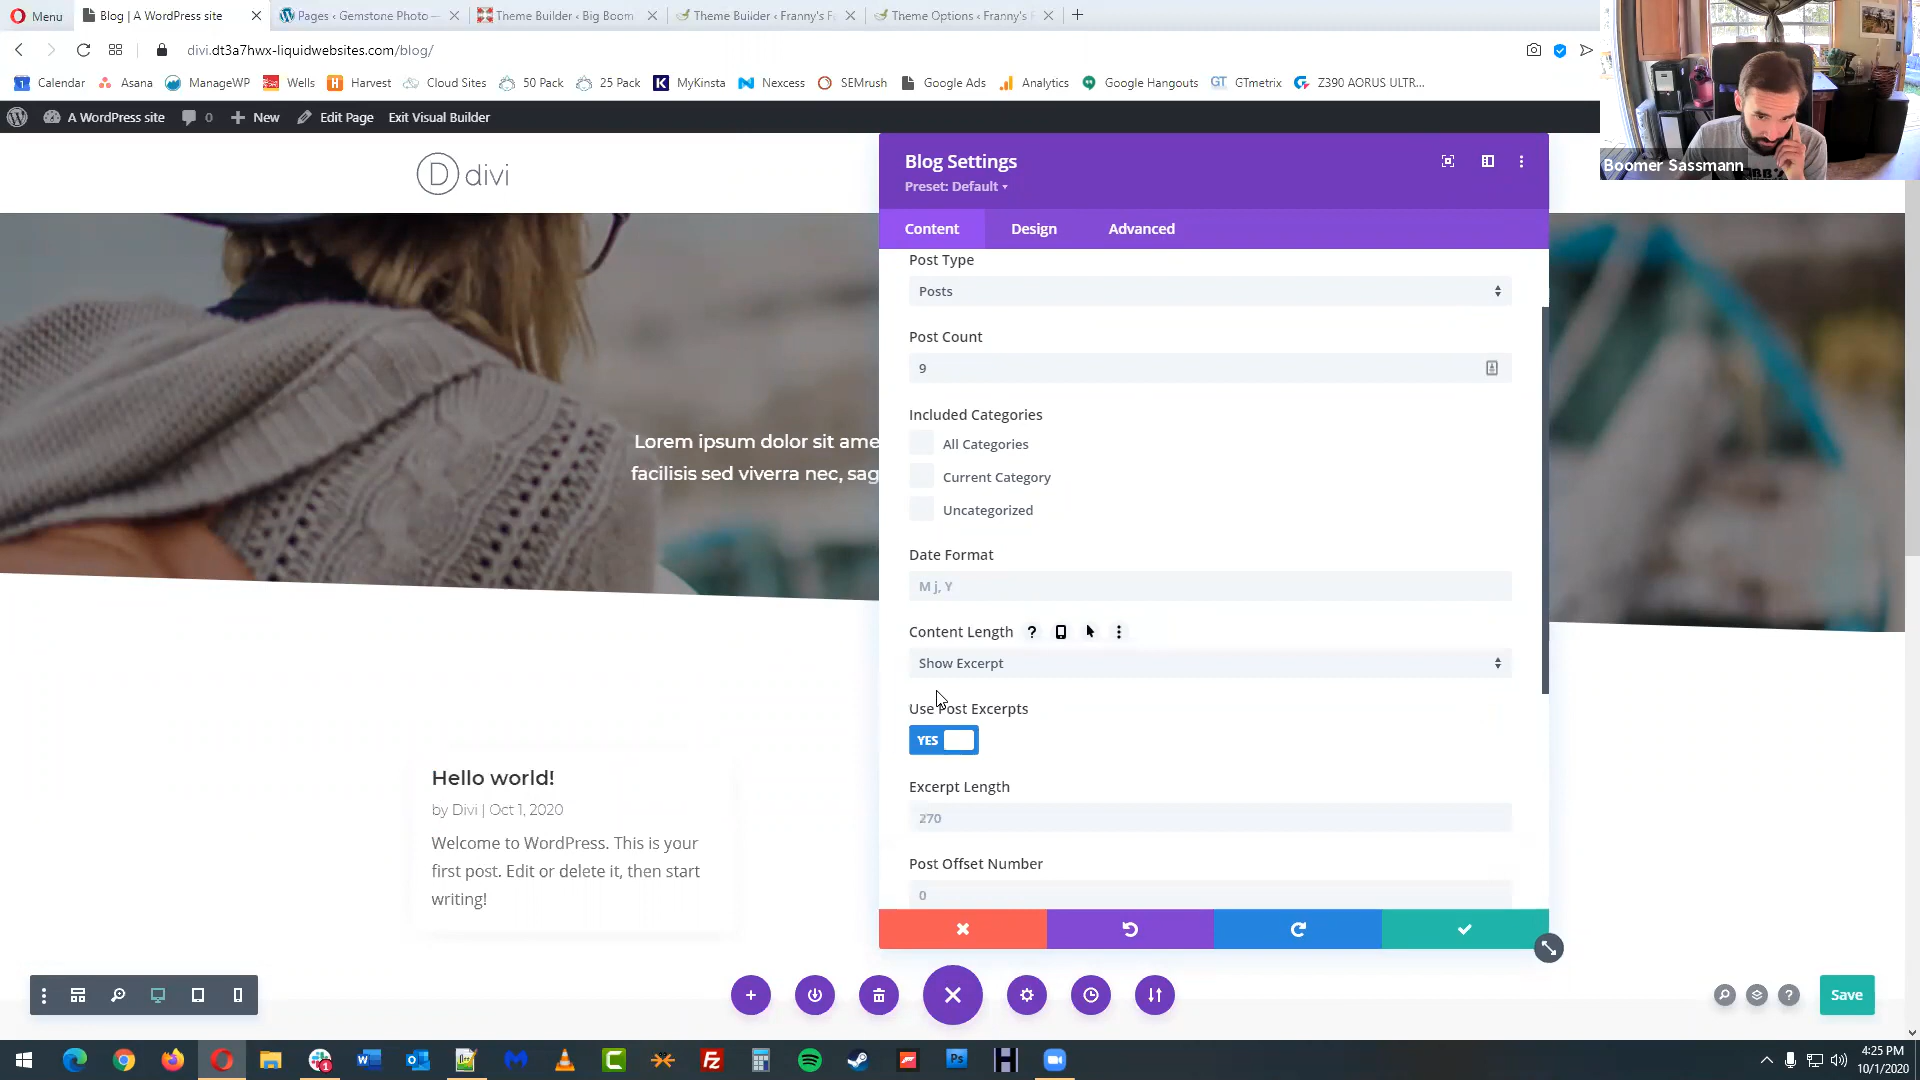 Menu
Blog | A WordPress site
Pages ‹ Gemstone Photo —
Theme Builder ‹ Big Boom
Theme Builder ‹ Franny's F
Theme Options ‹ Franny's F
divi.dt3a7hwx-liquidwebsites.com/blog/
Calendar
Asana
ManageWP
Wells
Harvest
Cloud Sites
50 Pack
25 Pack
MyKinsta
Nexcess
SEMrush
Google Ads
Analytics
Google Hangouts
GTmetrix
Z390 AORUS ULTR...
A WordPress site
0
New
Edit Page
Exit Visual Builder
Boomer Sassmann
divi
Lorem ipsum dolor sit ame
facilisis sed viverra nec, sag
Hello world!
by Divi | Oct 1, 2020
Welcome to WordPress. This is your
first post. Edit or delete it, then start
writing!
Blog Settings
Preset: Default
Content
Design
Advanced
Post Type
Posts
Post Count
9
Included Categories
All Categories
Current Category
Uncategorized
Date Format
M j, Y
Content Length
Show Excerpt
Use Post Excerpts
YES
Excerpt Length
270
Post Offset Number
0
Save
4:25 PM
10/1/2020